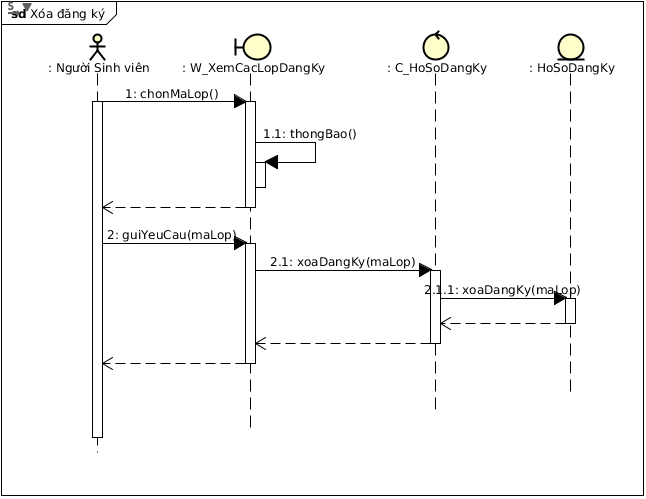 sd Xóa đăng ký
: Người Sinh viên
: W_XemCacLopDangKy
: C_HoSoDangKy
: HoSoDangKy
1: chonMaLop()
1.1: thongBao()
2: guiYeuCau(maLop)
2.1: xoaDangKy(maLop)
2.1.1: xoaDangKy(maLop)